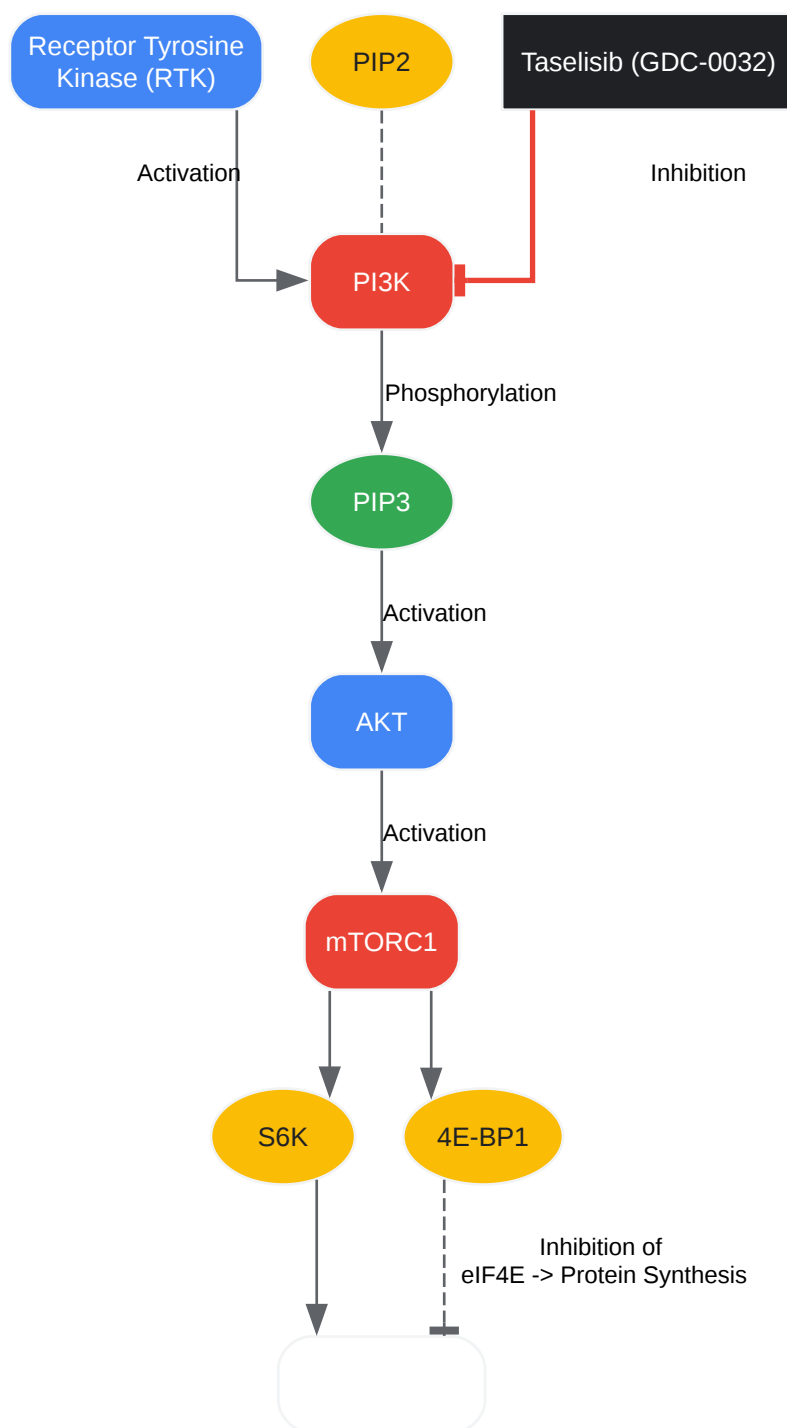 Receptor Tyrosine
Kinase (RTK)
PIP2
Taselisib (GDC-0032)
Activation
Inhibition
PI3K
Phosphorylation
PIP3
Activation
AKT
Activation
mTORC1
S6K
4E-BP1
Inhibition of
eIF4E -> Protein Synthesis